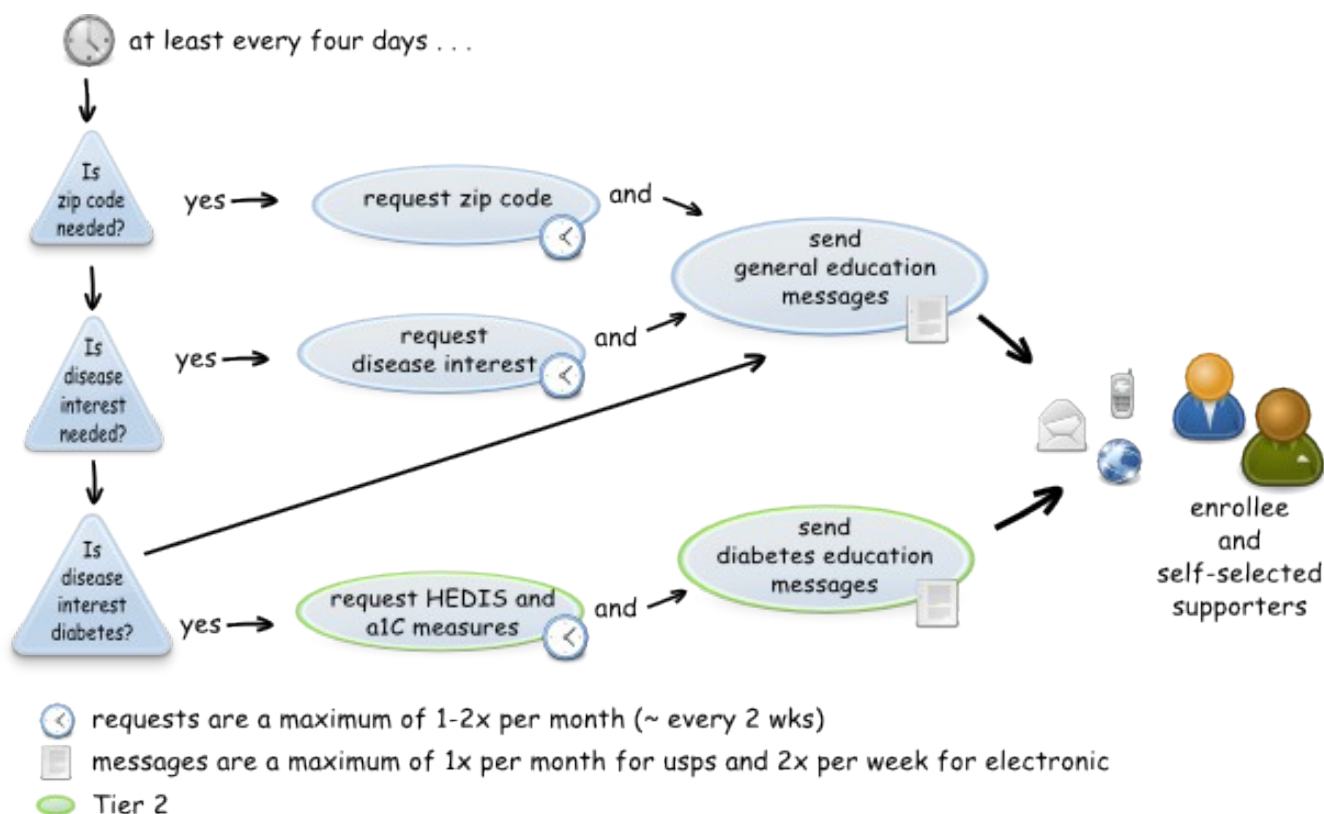 at least every four days . . .
Is
zip code
needed?
yes
request zip code
and
send
general education
messages
Is
disease
interest
needed?
yes
request
disease interest
and
Is
disease
interest
diabetes?
yes
request HEDIS and
a1C measures
and
send
diabetes education
messages
enrollee
and
self-selected
supporters
requests are a maximum of 1-2x per month (~ every 2 wks)
messages are a maximum of 1x per month for usps and 2x per week for electronic
Tier 2